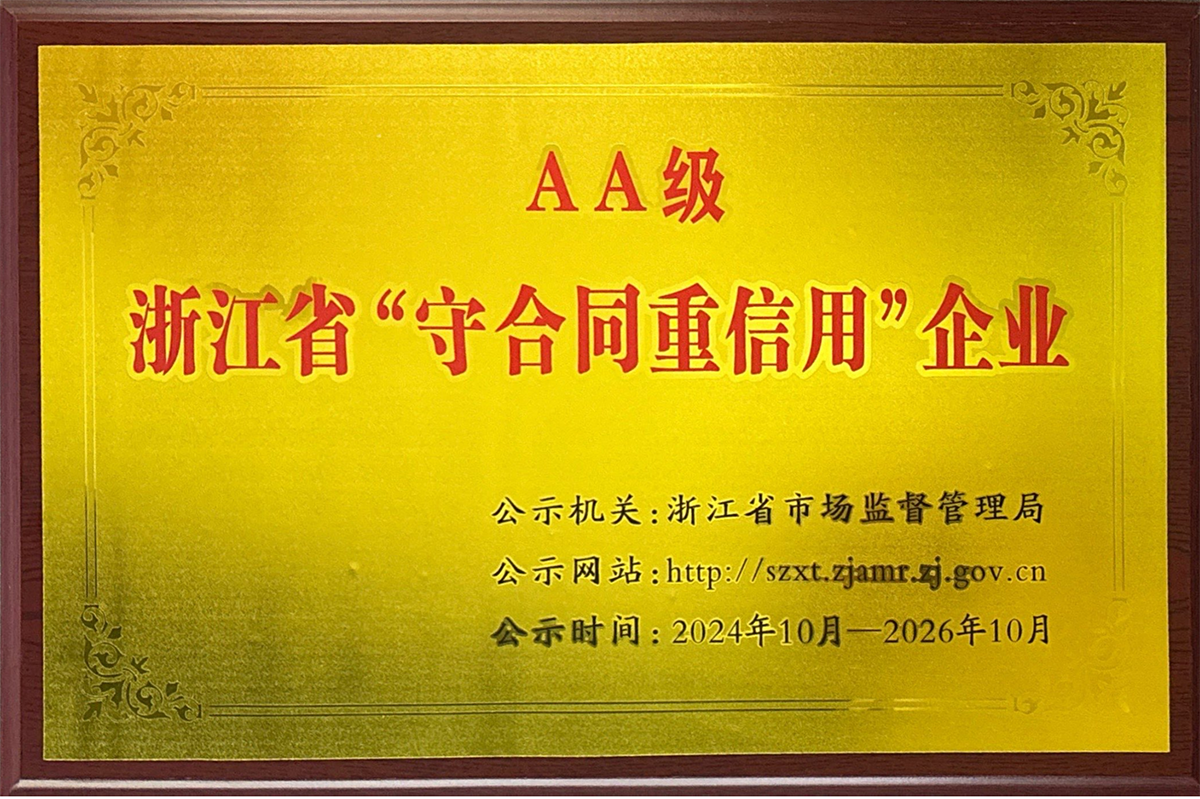 AA级
浙江省“守合同重信用”企业
公示机关:浙江省市场监督管理局
公示网站:http://szxt.zjamr.zj.gov.cn
公示时间:2024年10月—2026年10月